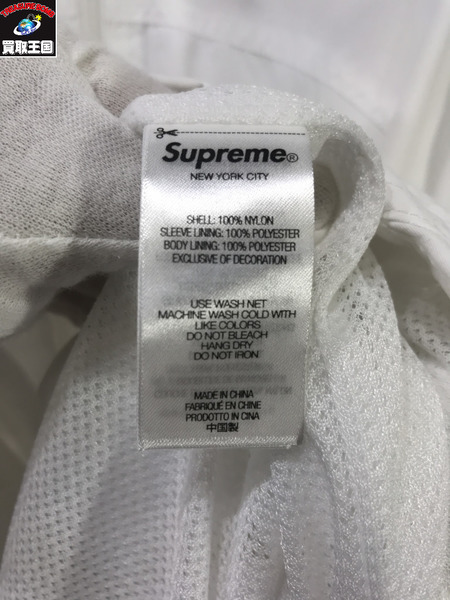 買取王国
Supreme®
NEW YORK CITY
SHELL: 100% NYLON
SLEEVE LINING: 100% POLYESTER
BODY LINING: 100% POLYESTER
EXCLUSIVE OF DECORATION
USE WASH NET
MACHINE WASH COLD WITH
LIKE COLORS
DO NOT BLEACH
HANG DRY
DO NOT IRON
MADE IN CHINA
FABRIQUÉ EN CHINE
PRODOTTO IN CINA
中国製